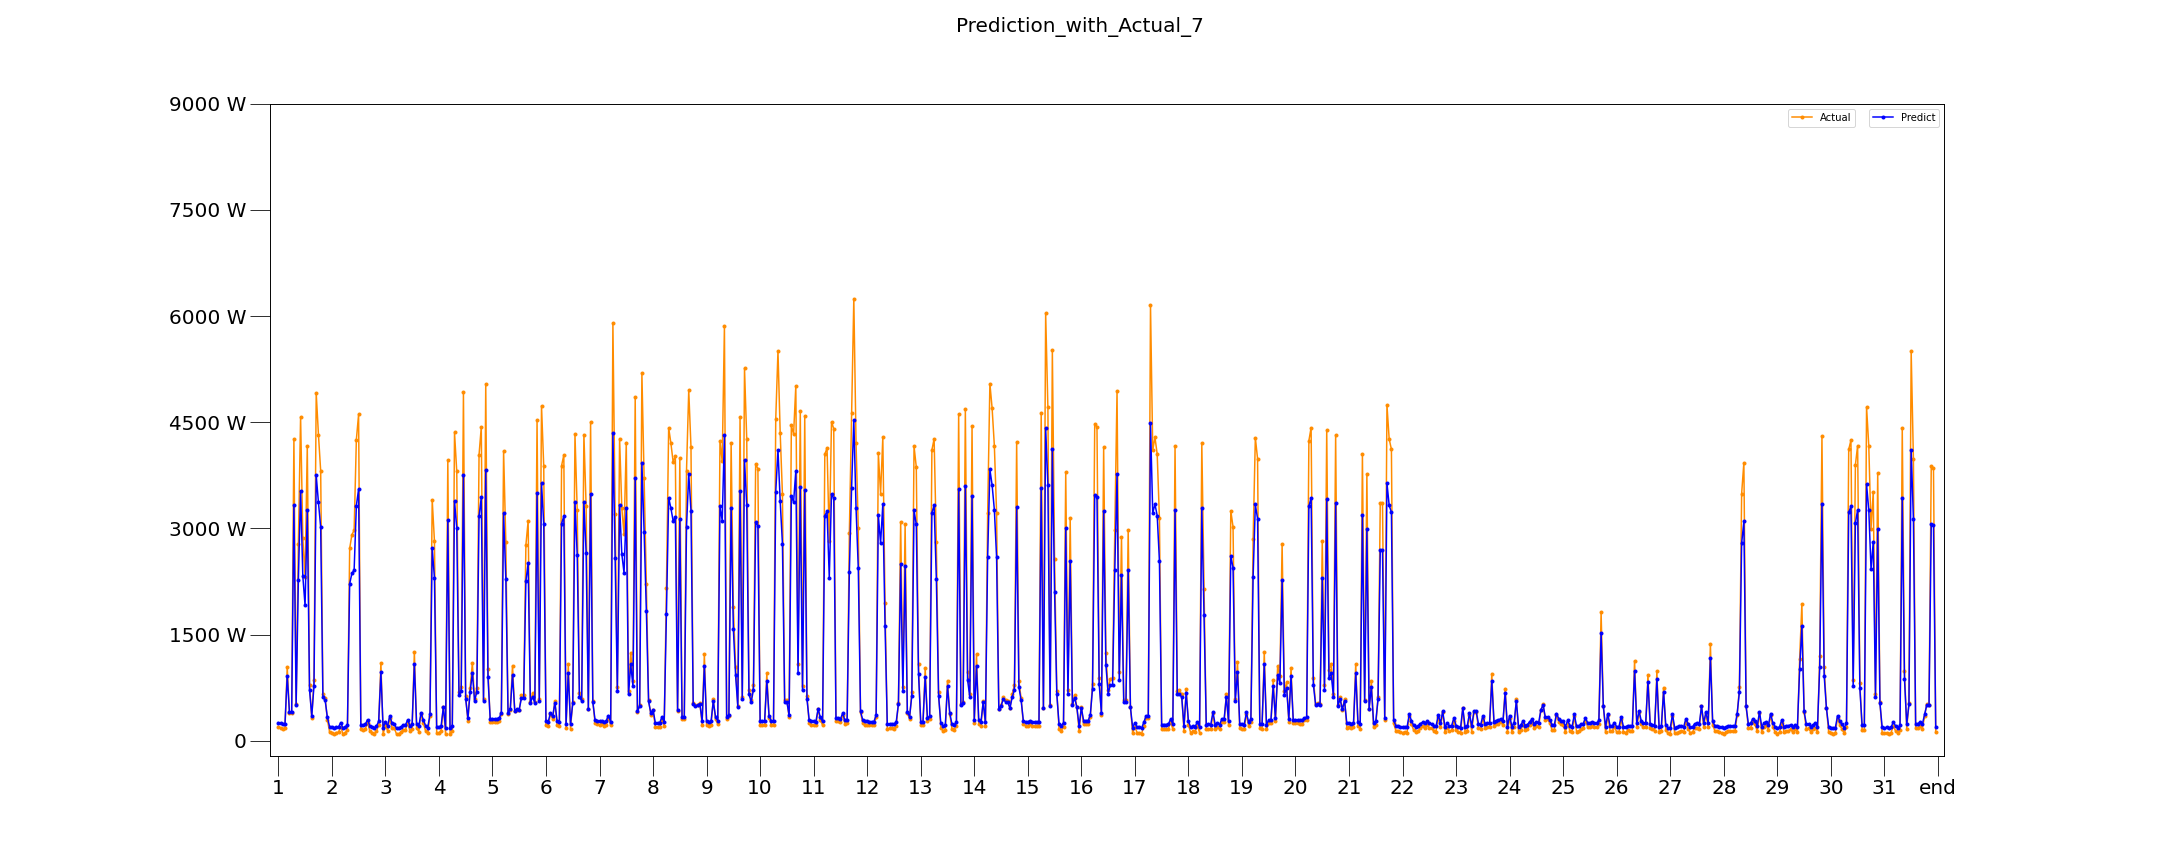 Prediction_with_Actual_7
Actual Predict
9000 W
7500 W
6000 W
4500 W
3000 W
1500 W
0
1 2 3 4 5 6 7 8 9 10 11 12 13 14 15 16 17 18 19 20 21 22 23 24 25 26 27 28 29 30 31 end